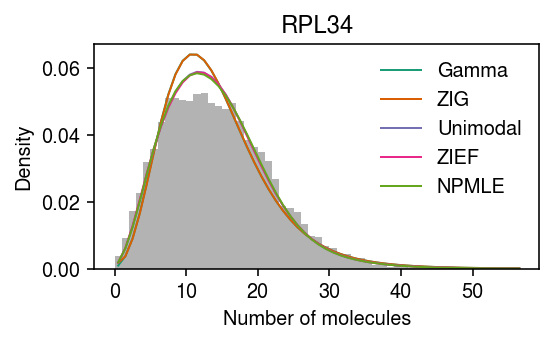 RPL34
Density
0.06
0.04
0.02
0.00
Gamma
ZIG
Unimodal
ZIEF
NPMLE
0 10 20 30 40 50
Number of molecules